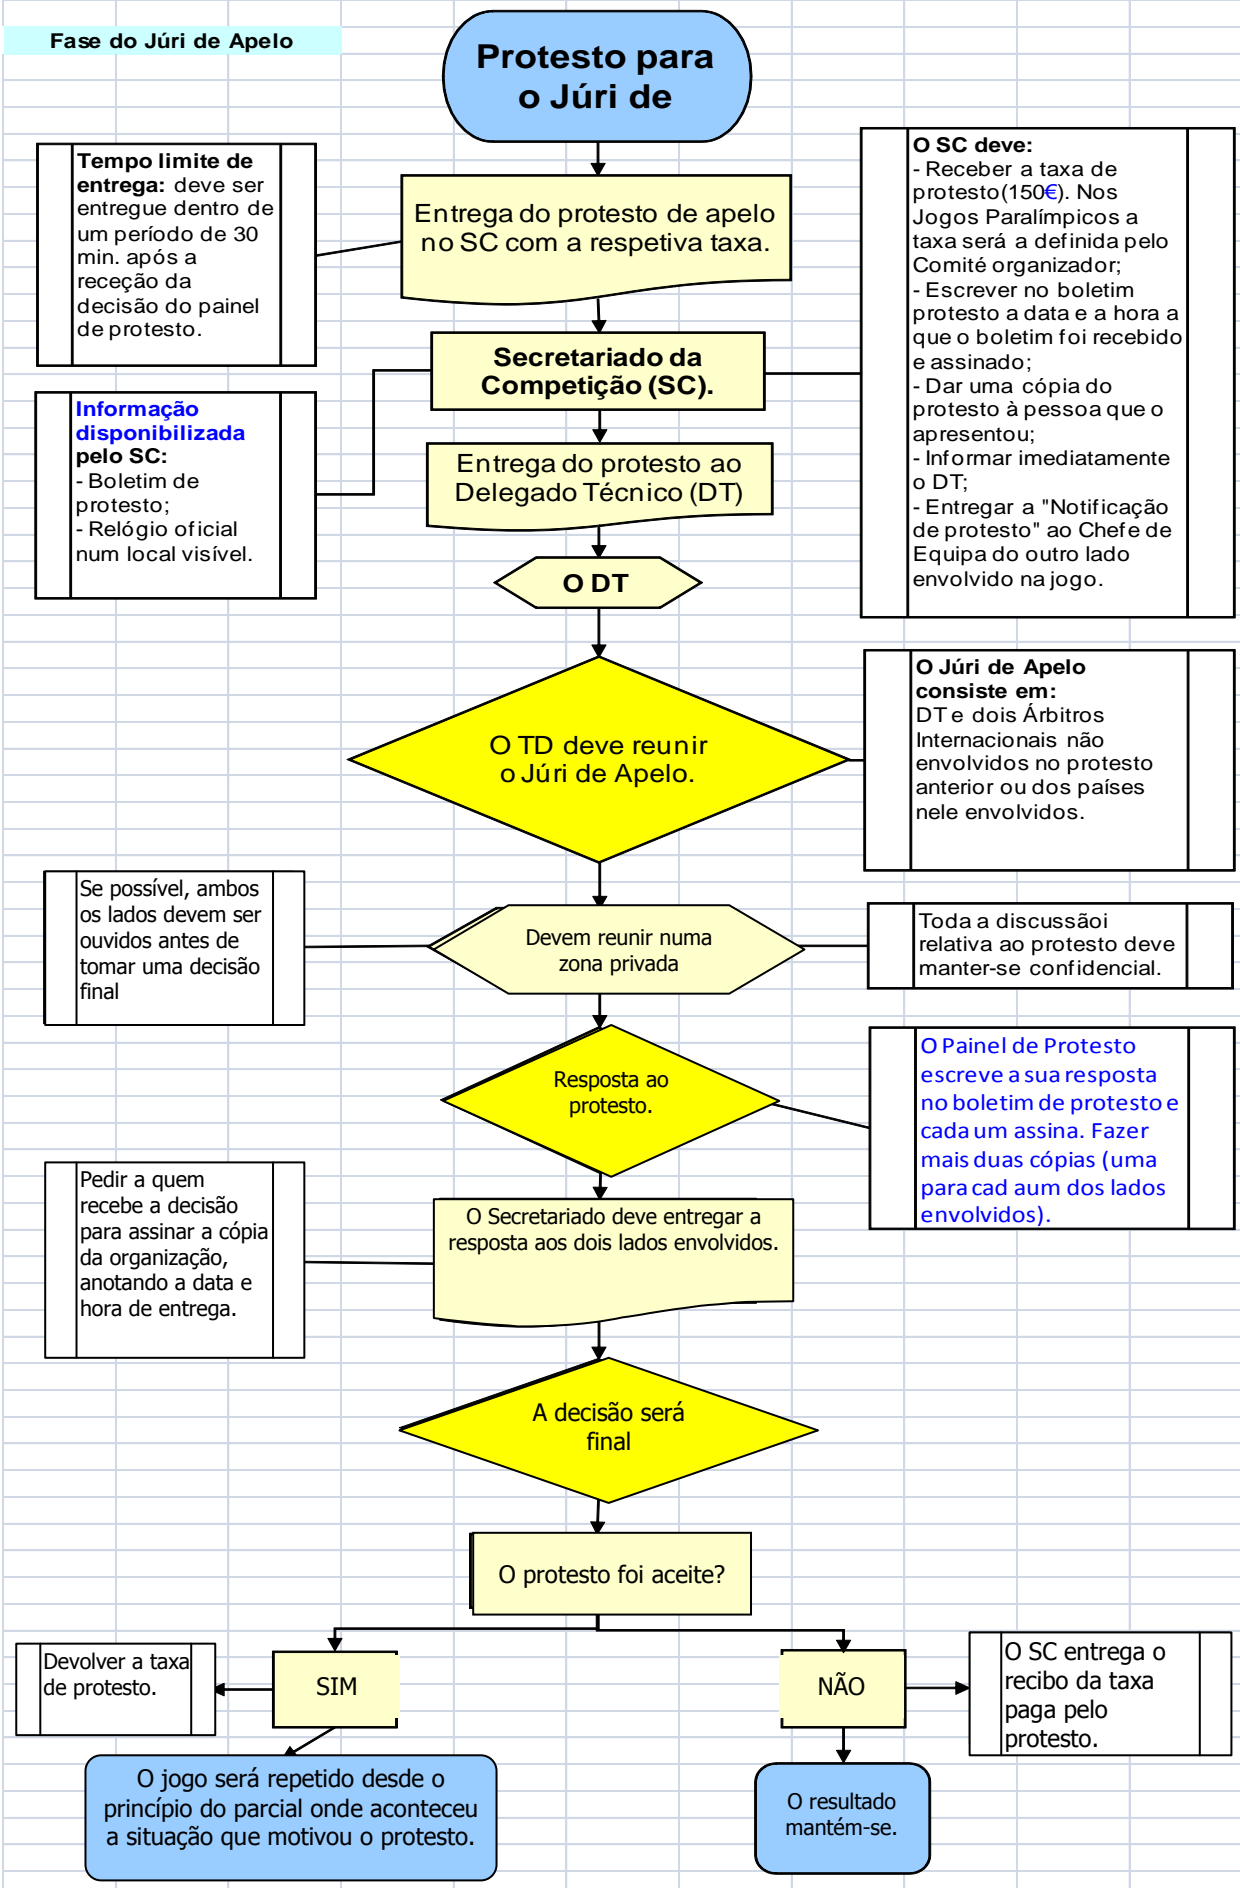 Fase do Júri de Apelo
Protesto para
o Júri de
Tempo limite de
entrega: deve ser
entregue dentro de
um período de 30
min. após a
receção da
decisão do painel
de protesto.
Entrega do protesto de apelo
no SC com a respetiva taxa.
O SC deve:
- Receber a taxa de
protesto(150€). Nos
Jogos Paralímpicos a
taxa será a definida pelo
Comité organizador;
- Escrever no boletim
protesto a data e a hora a
que o boletim foi recebido
e assinado;
- Dar uma cópia do
protesto à pessoa que o
apresentou;
- Informar imediatamente
o DT;
- Entregar a "Notificação
de protesto" ao Chefe de
Equipa do outro lado
envolvido na jogo.
Secretariado da
Competição (SC).
Informação
disponibilizada
pelo SC:
- Boletim de
protesto;
- Relógio oficial
num local visível.
Entrega do protesto ao
Delegado Técnico (DT)
O DT
O TD deve reunir
o Júri de Apelo.
O Júri de Apelo
consiste em:
DT e dois Árbitros
Internacionais não
envolvidos no protesto
anterior ou dos países
nele envolvidos.
Se possível, ambos
os lados devem ser
ouvidos antes de
tomar uma decisão
final
Devem reunir numa
zona privada
Toda a discussãoi
relativa ao protesto deve
manter-se confidencial.
Resposta ao
protesto.
O Painel de Protesto
escreve a sua resposta
no boletim de protesto e
cada um assina. Fazer
mais duas cópias (uma
para cad aum dos lados
envolvidos).
Pedir a quem
recebe a decisão
para assinar a cópia
da organização,
anotando a data e
hora de entrega.
O Secretariado deve entregar a
resposta aos dois lados envolvidos.
A decisão será
final
O protesto foi aceite?
Devolver a taxa
de protesto.
SIM
NÃO
O SC entrega o
recibo da taxa
paga pelo
protesto.
O jogo será repetido desde o
princípio do parcial onde aconteceu
a situação que motivou o protesto.
O resultado
mantém-se.